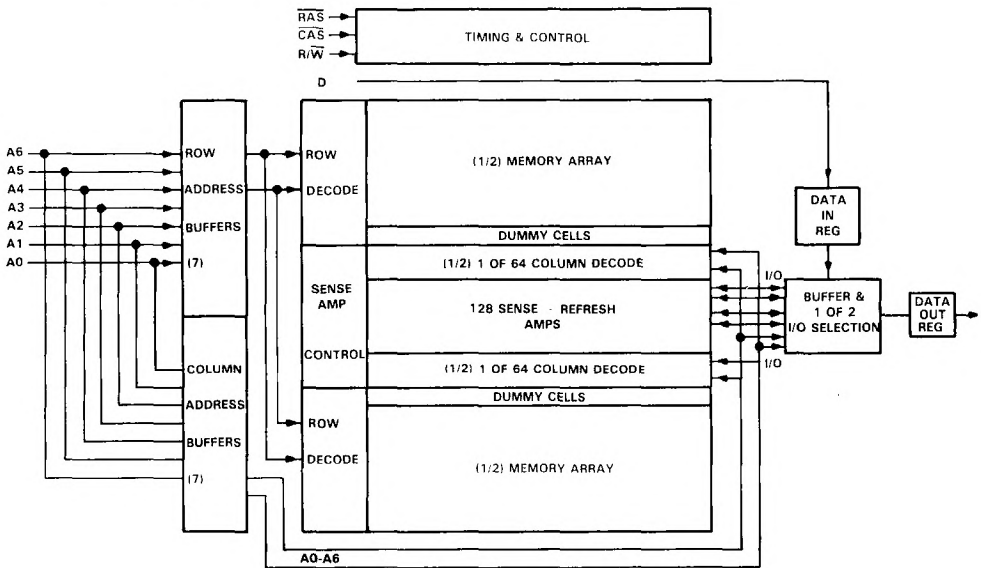 R̅A̅S̅
C̅A̅S̅
R/W̅
TIMING & CONTROL
D
A6
A5
A4
A3
A2
A1
A0
ROW
ADDRESS
BUFFERS
(7)
COLUMN
ADDRESS
BUFFERS
(7)
ROW
DECODE
SENSE
AMP
CONTROL
ROW
DECODE
(1/2) MEMORY ARRAY
DUMMY CELLS
(1/2) 1 OF 64 COLUMN DECODE
128 SENSE - REFRESH
AMPS
(1/2) 1 OF 64 COLUMN DECODE
DUMMY CELLS
(1/2) MEMORY ARRAY
DATA
IN
REG
I/O
BUFFER &
1 OF 2
I/O SELECTION
I/O
DATA
OUT
REG
A0-A6